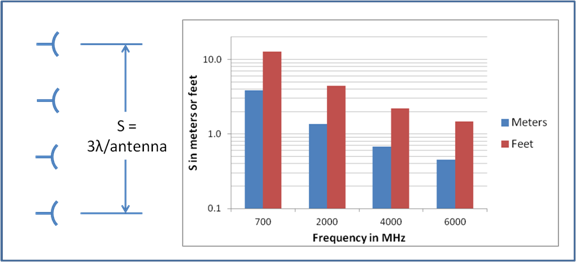 S =
3λ/antenna
S in meters or feet
10.0
1.0
0.1
700 2000 4000 6000
Frequency in MHz
Meters
Feet